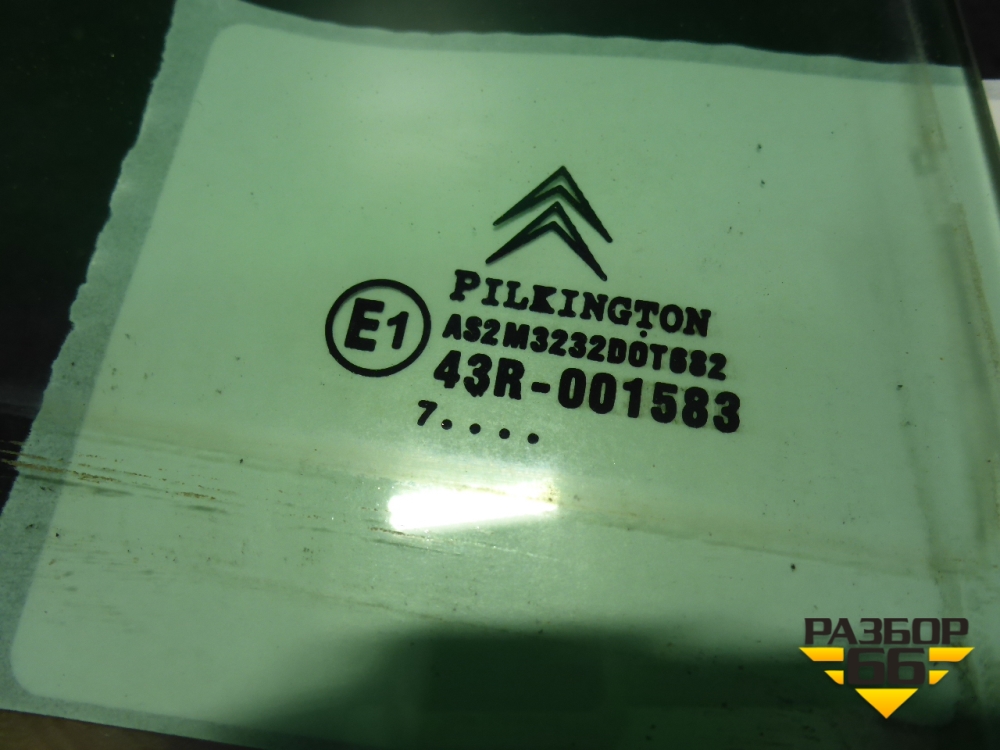 PILKINGTON
E1
AS2M3232DOT682
43R-001583
7....
РАЗБОР
66